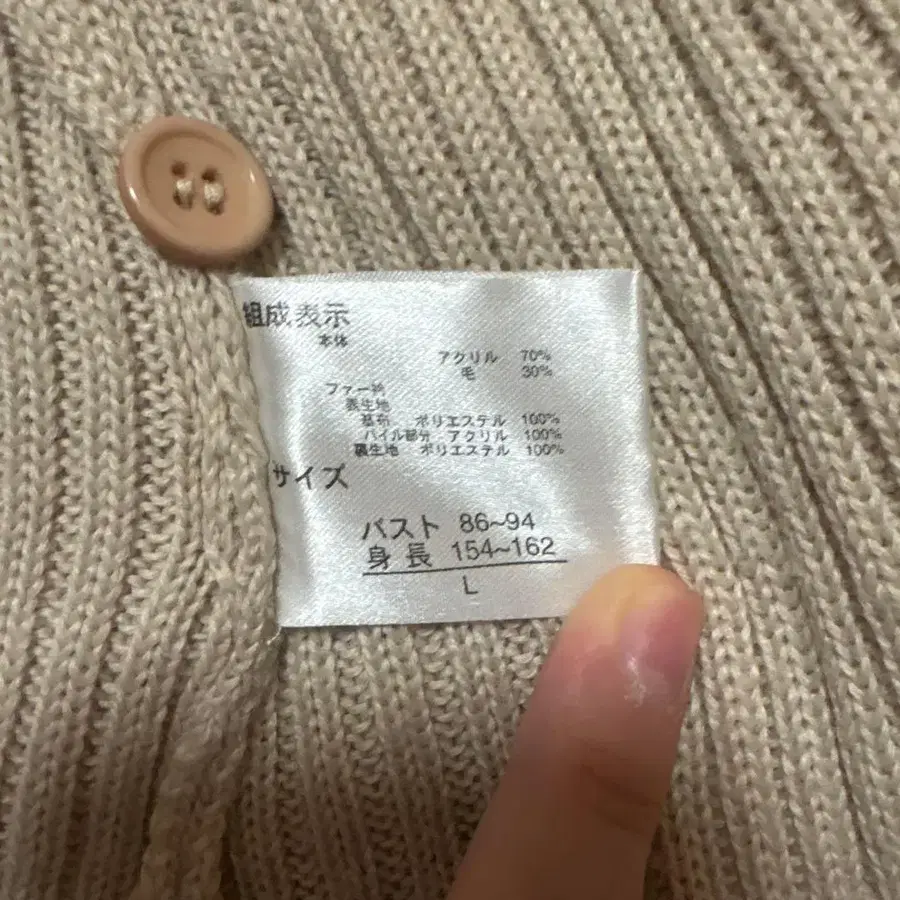 組成表示
本体
アクリル 70%
毛 30%
ファー衿
表生地
基布 ポリエステル 100%
パイル部分 アクリル 100%
裏生地 ポリエステル 100%
サイズ
バスト 86~94
身長 154~162
L